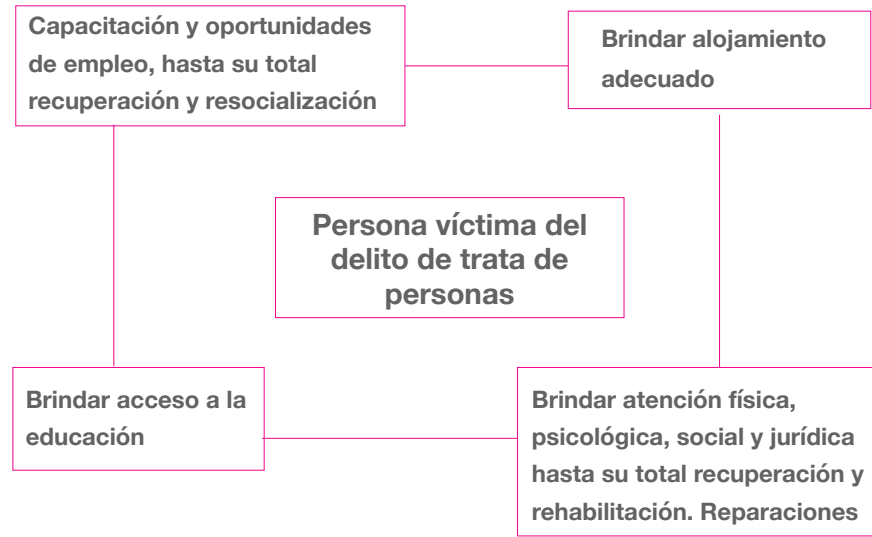 Capacitación y oportunidades
de empleo, hasta su total
recuperación y resocialización
Brindar alojamiento
adecuado
Persona víctima del
delito de trata de
personas
Brindar acceso a la
educación
Brindar atención física,
psicológica, social y jurídica
hasta su total recuperación y
rehabilitación. Reparaciones